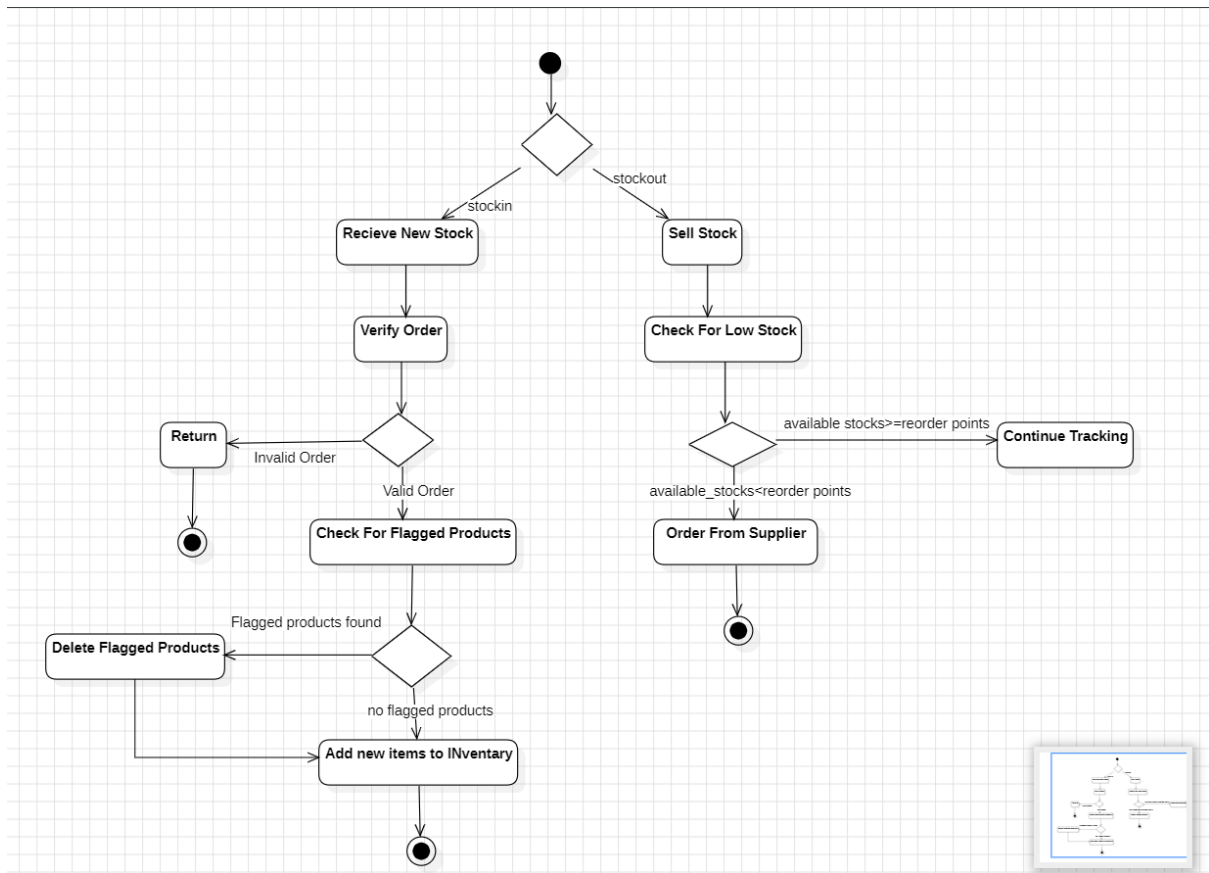 stockout
stockin
Recieve New Stock
Sell Stock
Verify Order
Check For Low Stock
available stocks>=reorder points
Return
Continue Tracking
Invalid Order
Valid Order
available_stocks<reorder points
Check For Flagged Products
Order From Supplier
Flagged products found
Delete Flagged Products
no flagged products
Add new items to INventary